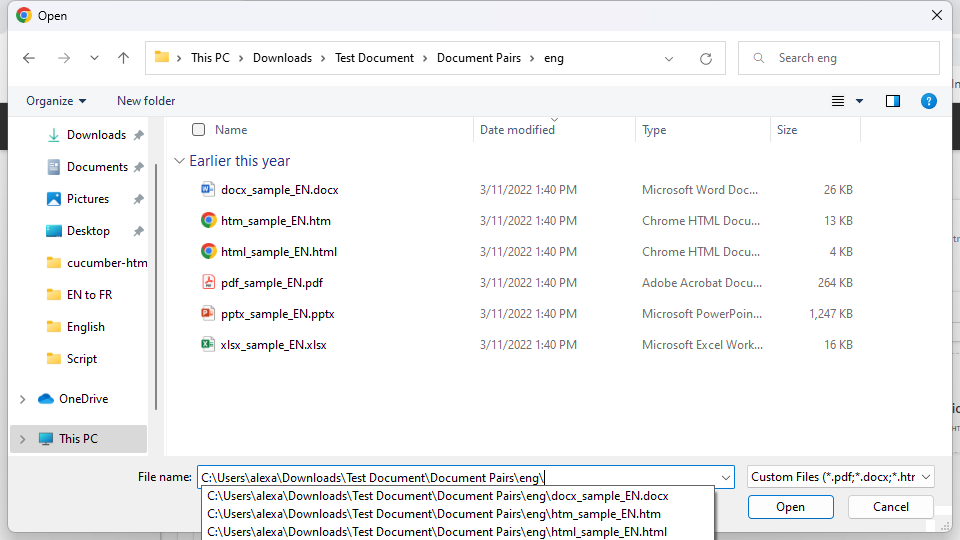 Open
This PC > Downloads > Test Document > Document Pairs > eng
Search eng
Organize
New folder
Downloads
Documents
Pictures
Desktop
cucumber-htm
EN to FR
English
Script
OneDrive
This PC
Name Date modified Type Size
Earlier this year
docx_sample_EN.docx 3/11/2022 1:40 PM Microsoft Word Doc... 26 KB
htm_sample_EN.htm 3/11/2022 1:40 PM Chrome HTML Docu... 13 KB
html_sample_EN.html 3/11/2022 1:40 PM Chrome HTML Docu... 4 KB
pdf_sample_EN.pdf 3/11/2022 1:40 PM Adobe Acrobat Docu... 264 KB
pptx_sample_EN.pptx 3/11/2022 1:40 PM Microsoft PowerPoin... 1,247 KB
xlsx_sample_EN.xlsx 3/11/2022 1:40 PM Microsoft Excel Work... 16 KB
File name: C:\Users\alexa\Downloads\Test Document\Document Pairs\eng\
Custom Files (*.pdf;*.docx;*.htr
C:\Users\alexa\Downloads\Test Document\Document Pairs\eng\docx_sample_EN.docx
C:\Users\alexa\Downloads\Test Document\Document Pairs\eng\htm_sample_EN.htm
C:\Users\alexa\Downloads\Test Document\Document Pairs\eng\html_sample_EN.html
Open
Cancel